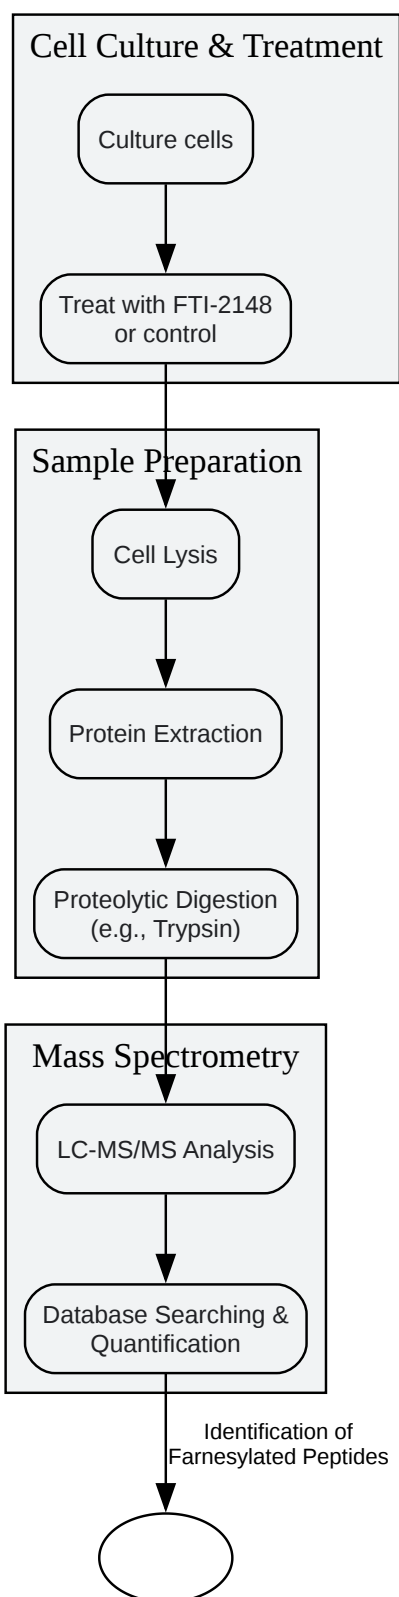 Cell Culture & Treatment
Culture cells
Treat with FTI-2148
or control
Sample Preparation
Cell Lysis
Protein Extraction
Proteolytic Digestion
(e.g., Trypsin)
Mass Spectrometry
LC-MS/MS Analysis
Database Searching &
Quantification
Identification of
Farnesylated Peptides